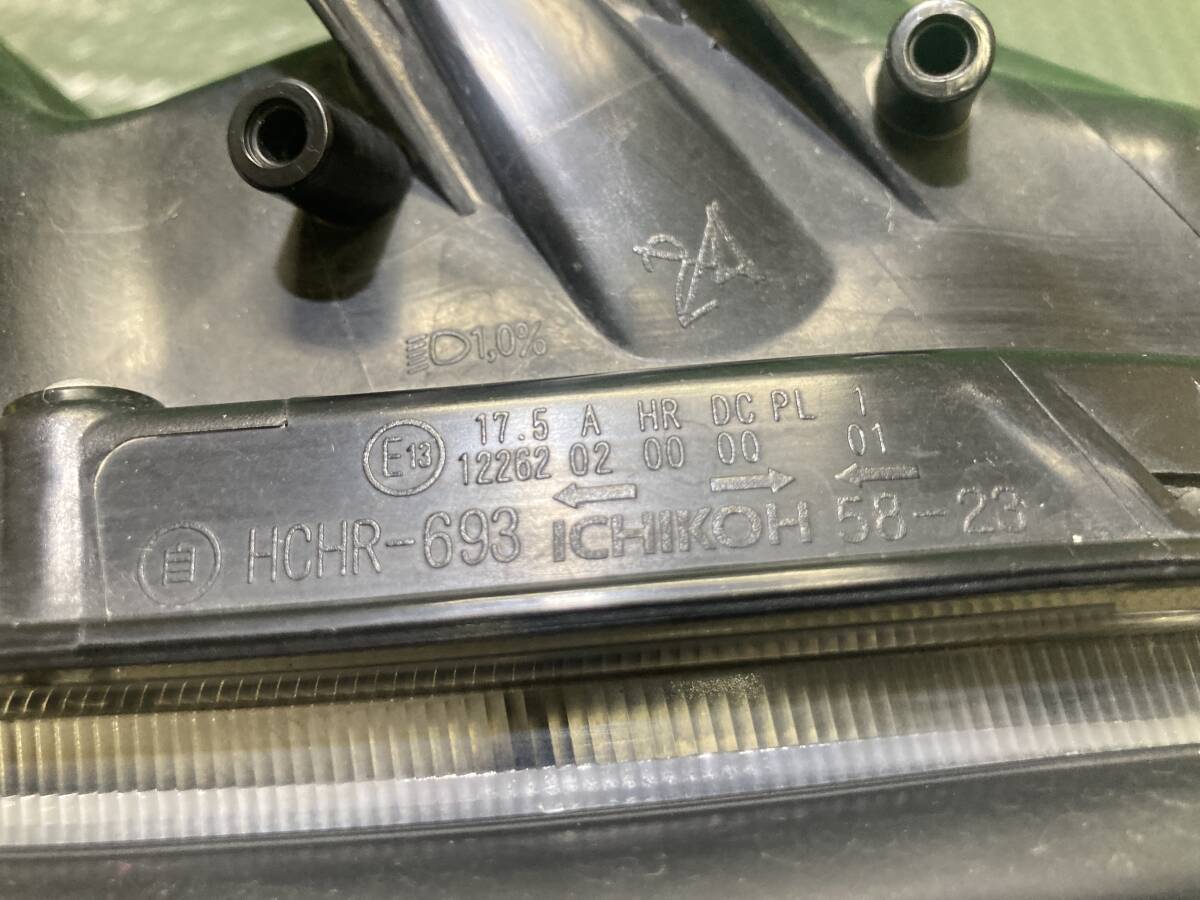 1,0%
17.5 A HR DC PL 1
E13 12262 02 00 00 01
← → ←
自 HCHR-693 ICHIKOH 58-23